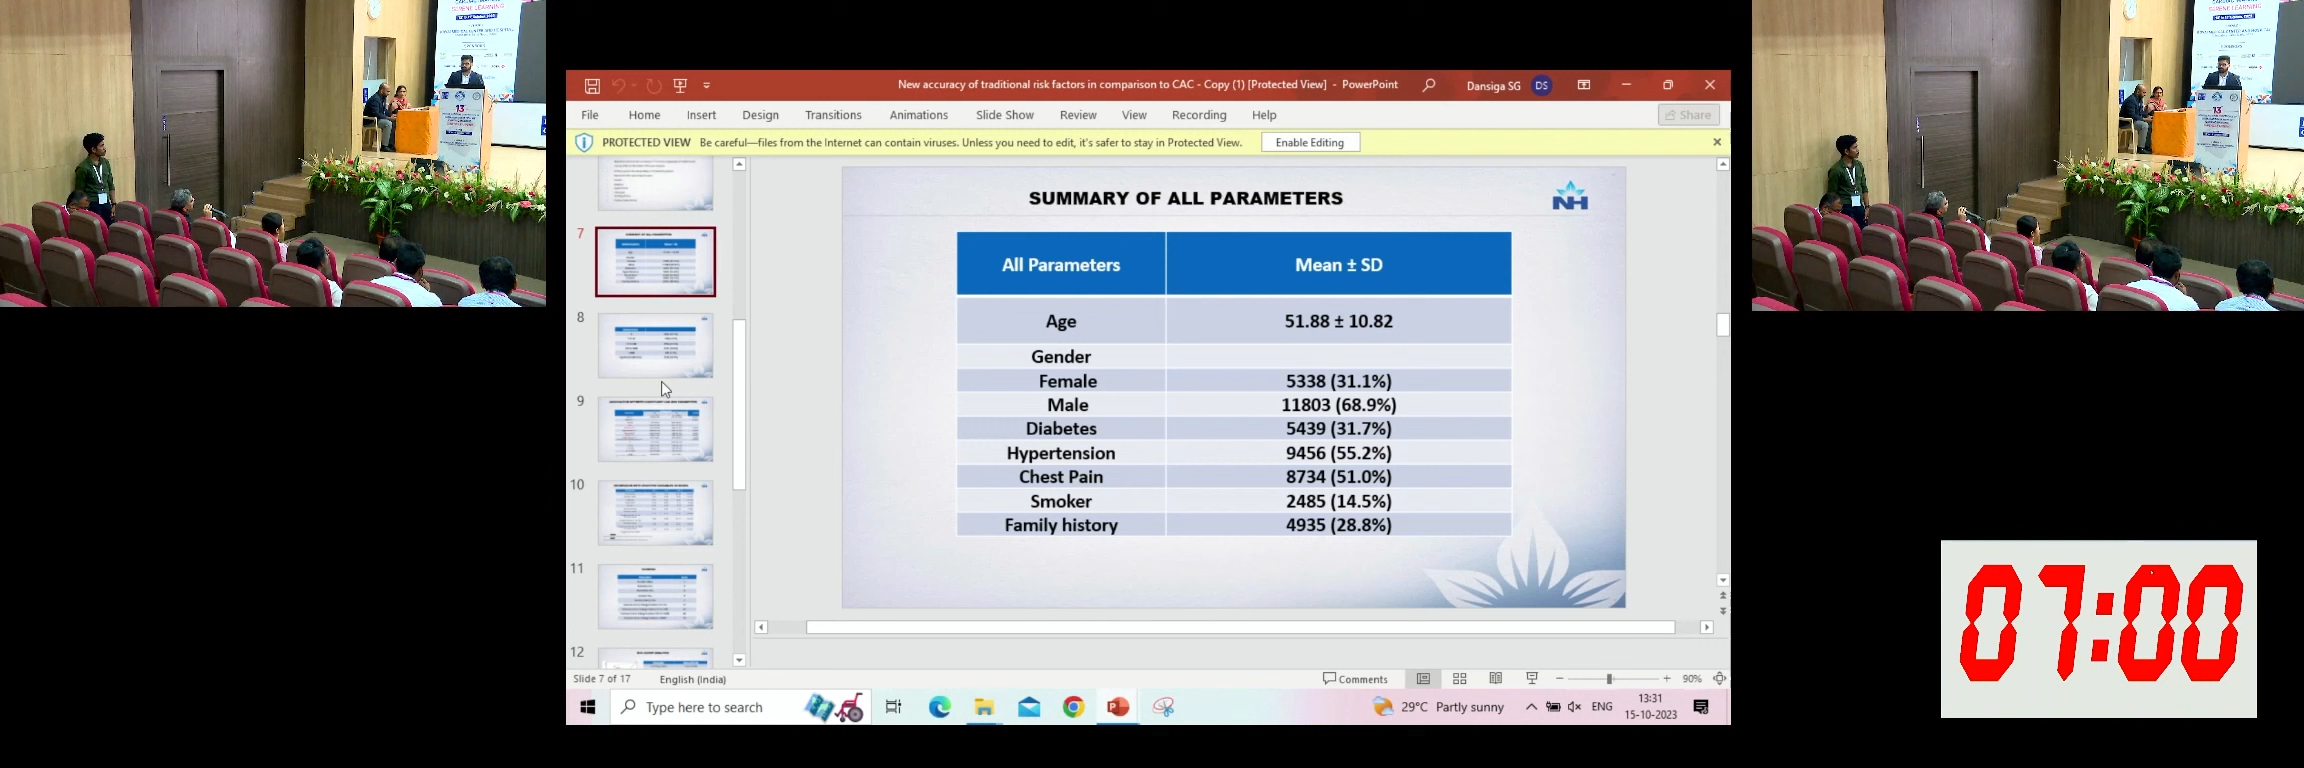 SERENE LEARNING
13
New accuracy of traditional risk factors in comparison to CAC - Copy (1) [Protected View] - PowerPoint
Dansiga SG
DS
File Home Insert Design Transitions Animations Slide Show Review View Recording Help
Share
PROTECTED VIEW Be careful—files from the Internet can contain viruses. Unless you need to edit, it's safer to stay in Protected View.
Enable Editing
7
8
9
10
11
12
SUMMARY OF ALL PARAMETERS
NH
All Parameters Mean ± SD
Age 51.88 ± 10.82
Gender
Female 5338 (31.1%)
Male 11803 (68.9%)
Diabetes 5439 (31.7%)
Hypertension 9456 (55.2%)
Chest Pain 8734 (51.0%)
Smoker 2485 (14.5%)
Family history 4935 (28.8%)
Slide 7 of 17 English (India)
Comments
90%
Type here to search
29°C Partly sunny
ENG
13:31
15-10-2023
SERENE LEARNING
13
07:00